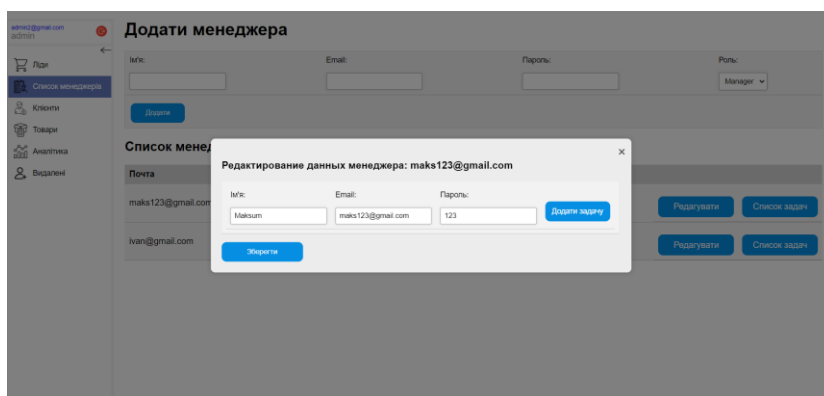 admin2@gmail.com
admin
Додати менеджера
Ім'я: Email: Пароль: Роль:
Manager
Додати
Ліди
Список менеджерів
Клієнти
Товари
Аналітика
Видалені
Список мене
Почта
maks123@gmail.com Редагувати Список задач
ivan@gmail.com Редагувати Список задач
×
Редактирование данных менеджера: maks123@gmail.com
Ім'я: Email: Пароль:
Maksum maks123@gmail.com 123 Додати задачу
Зберегти